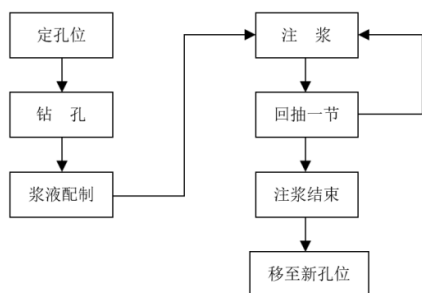 定孔位
钻 孔
浆液配制
注 浆
回抽一节
注浆结束
移至新孔位